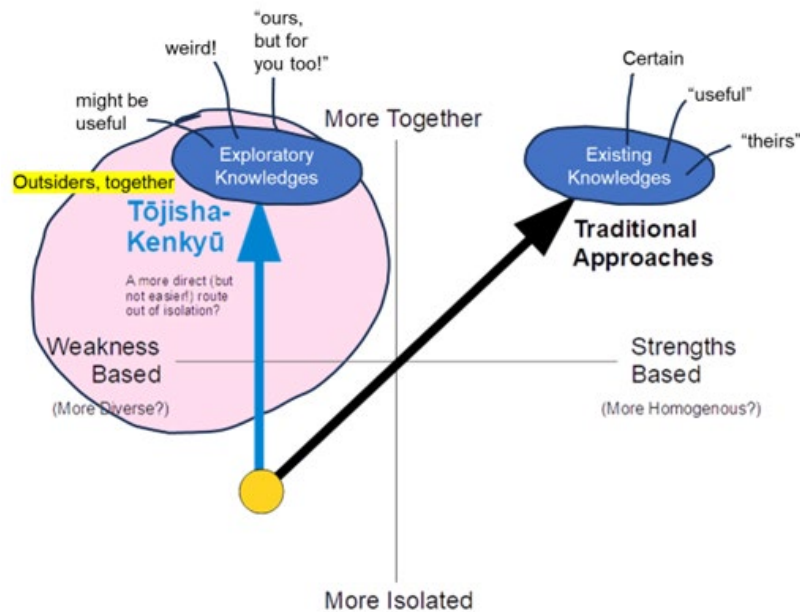 "ours,
but for
you too!"
weird!
might be
useful
More Together
Certain
"useful"
"theirs"
Exploratory
Knowledges
Existing
Knowledges
Outsiders, together
Tōjisha-
Kenkyū
A more direct (but
not easier!) route
out of isolation?
Traditional
Approaches
Weakness
Based
(More Diverse?)
Strengths
Based
(More Homogenous?)
More Isolated